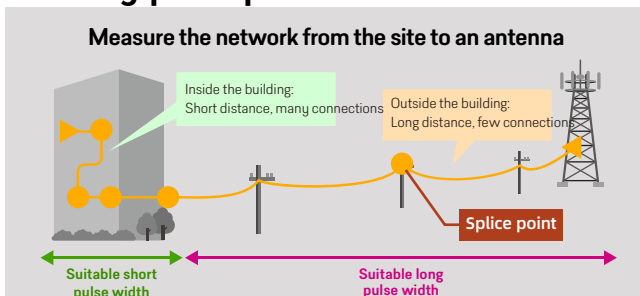 Measure the network from the site to an antenna
Inside the building:
Short distance, many connections
Outside the building:
Long distance, few connections
Splice point
Suitable short
pulse width
Suitable long
pulse width